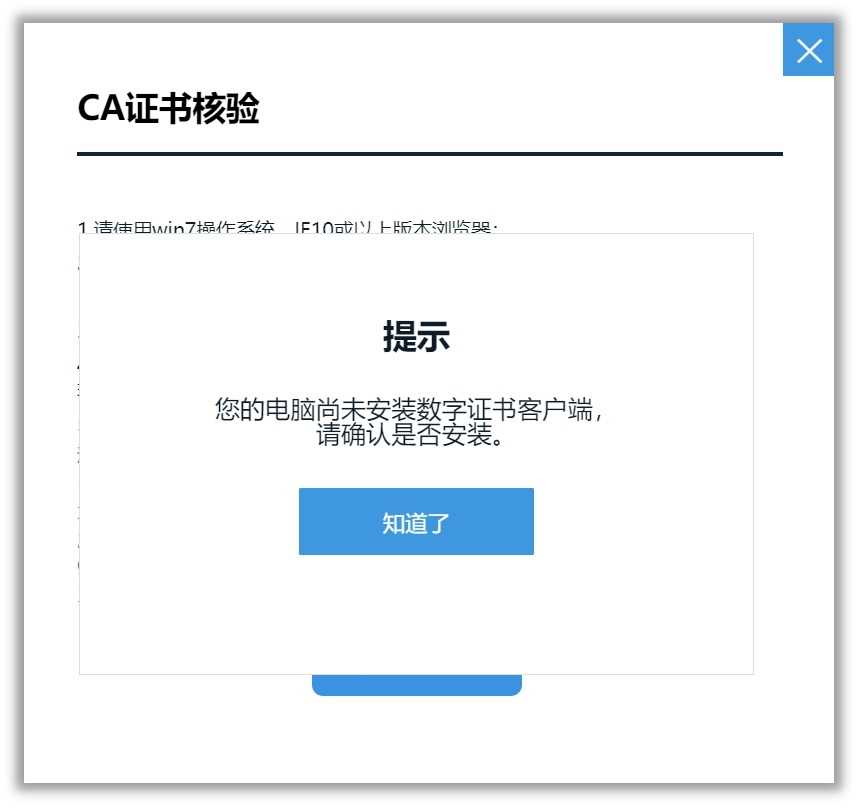 CA证书核验
1.请使用win7操作系统、IE10或以上版本浏览器；
提示
您的电脑尚未安装数字证书客户端，
请确认是否安装。
知道了